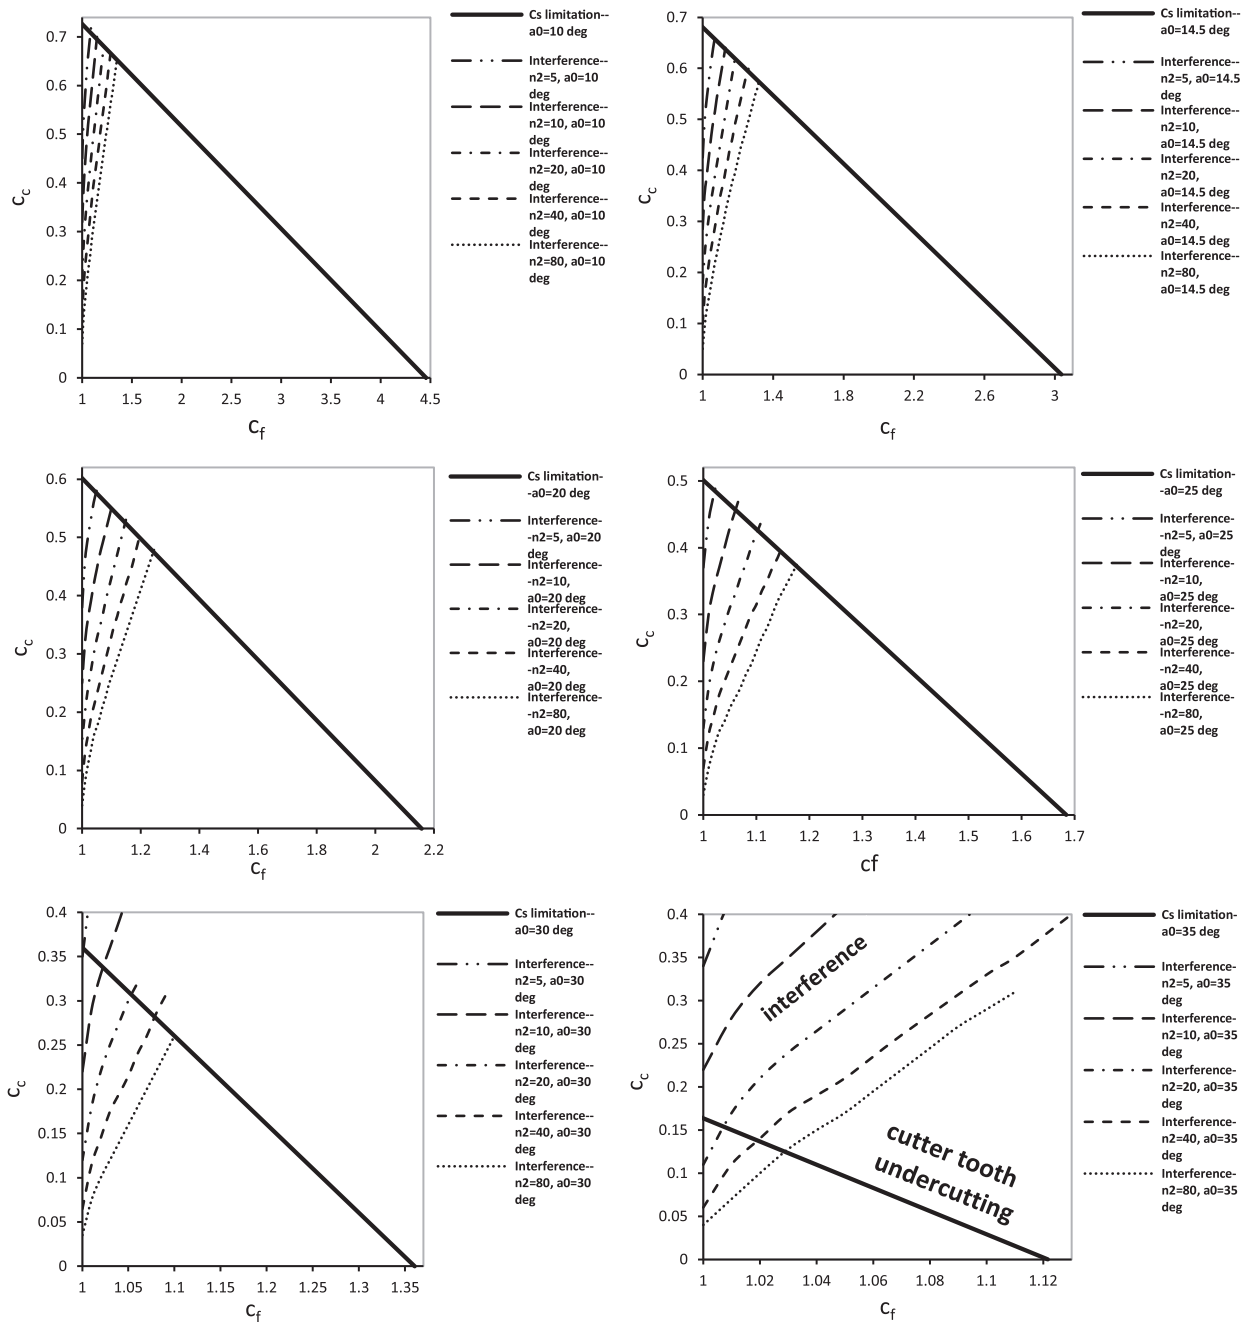 0.7
0.6
0.5
0.4
0.3
0.2
0.1
0
Cc
1
1.5
2
2.5
3
3.5
4
4.5
cf
Cs limitation--
a0=10 deg
Interference--
n2=5, a0=10
deg
Interference--
n2=10, a0=10
deg
Interference--
n2=20, a0=10
deg
Interference--
n2=40, a0=10
deg
Interference--
n2=80, a0=10
deg
0.7
0.6
0.5
0.4
0.3
0.2
0.1
0
Cc
1
1.4
1.8
2.2
2.6
3
cf
Cs limitation--
a0=14.5 deg
Interference--
n2=5, a0=14.5
deg
Interference--
n2=10,
a0=14.5 deg
Interference--
n2=20,
a0=14.5 deg
Interference--
n2=40,
a0=14.5 deg
Interference--
n2=80,
a0=14.5 deg
0.6
0.5
0.4
0.3
0.2
0.1
0
Cc
1
1.2
1.4
1.6
1.8
2
2.2
cf
Cs limitation-
-a0=20 deg
Interference-
-n2=5, a0=20
deg
Interference-
-n2=10,
a0=20 deg
Interference-
-n2=20,
a0=20 deg
Interference-
-n2=40,
a0=20 deg
Interference-
-n2=80,
a0=20 deg
0.5
0.4
0.3
0.2
0.1
0
Cc
1
1.1
1.2
1.3
1.4
1.5
1.6
1.7
cf
Cs limitation-
-a0=25 deg
Interference-
-n2=5, a0=25
deg
Interference-
-n2=10,
a0=25 deg
Interference-
-n2=20,
a0=25 deg
Interference-
-n2=40,
a0=25 deg
Interference-
-n2=80,
a0=25 deg
0.4
0.35
0.3
0.25
0.2
0.15
0.1
0.05
0
Cc
1
1.05
1.1
1.15
1.2
1.25
1.3
1.35
cf
Cs limitation--
a0=30 deg
Interference--
n2=5, a0=30
deg
Interference--
n2=10, a0=30
deg
Interference--
n2=20, a0=30
deg
Interference--
n2=40, a0=30
deg
Interference--
n2=80, a0=30
deg
0.4
0.35
0.3
0.25
0.2
0.15
0.1
0.05
0
Cc
interference
cutter tooth
undercutting
1
1.02
1.04
1.06
1.08
1.1
1.12
cf
Cs limitation-
a0=35 deg
Interference-
n2=5, a0=35
deg
Interference-
n2=10, a0=35
deg
Interference-
n2=20, a0=35
deg
Interference-
n2=40, a0=35
deg
Interference-
n2=80, a0=35
deg